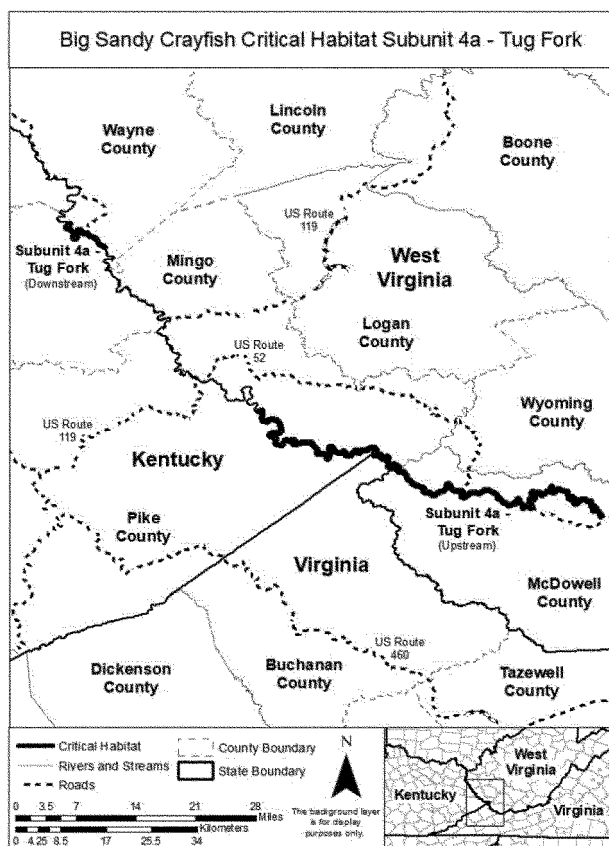 Big Sandy Crayfish Critical Habitat Subunit 4a - Tug Fork
Wayne
County
Lincoln
County
Boone
County
US Route
119
Subunit 4a -
Tug Fork
(Downstream)
Mingo
County
West
Virginia
Logan
County
US Route
52
Wyoming
County
US Route
119
Kentucky
Subunit 4a -
Tug Fork
(Upstream)
Pike
County
Virginia
McDowell
County
US Route
460
Dickenson
County
Buchanan
County
Tazewell
County
Critical Habitat
Rivers and Streams
Roads
County Boundary
State Boundary
N
The background layer
is for display
purposes only.
0 3.5 7 14 21 28
Miles
Kilometers
0 4.25 8.5 17 25.5 34
West
Virginia
Kentucky
Virginia